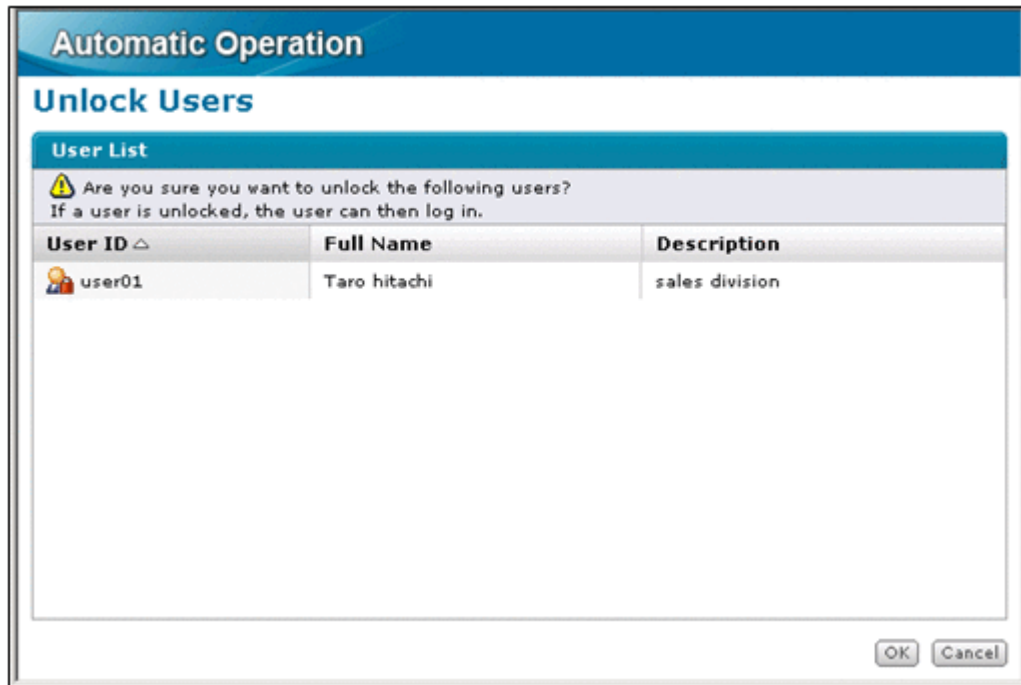 Automatic Operation
Unlock Users
User List
Are you sure you want to unlock the following users?
If a user is unlocked, the user can then log in.
User ID Full Name Description
user01 Taro hitachi sales division
OK Cancel